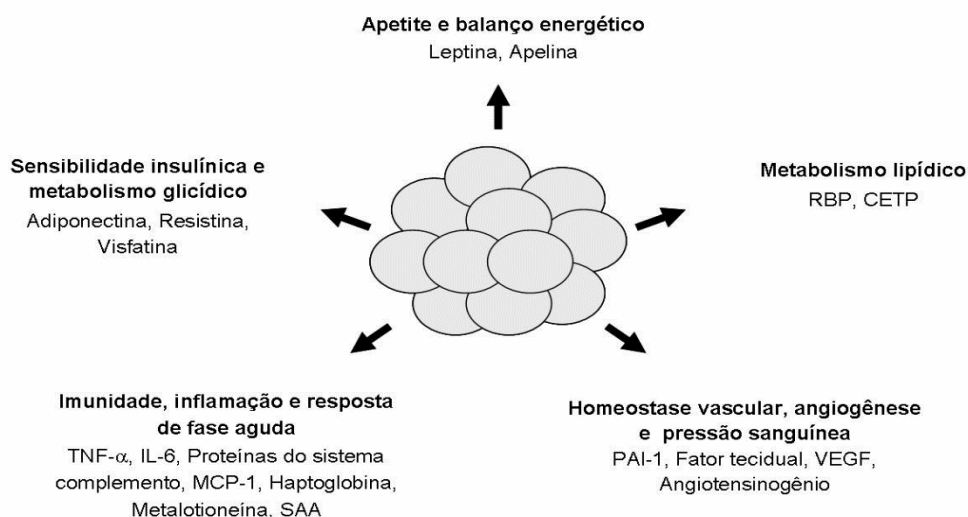 Apetite e balanço energético
Leptina, Apelina
Sensibilidade insulínica e
metabolismo glicídico
Adiponectina, Resistina,
Visfatina
Metabolismo lipídico
RBP, CETP
Imunidade, inflamação e resposta
de fase aguda
TNF-α, IL-6, Proteínas do sistema
complemento, MCP-1, Haptoglobina,
Metalotioneína, SAA
Homeostase vascular, angiogênese
e pressão sanguínea
PAI-1, Fator tecidual, VEGF,
Angiotensinogênio